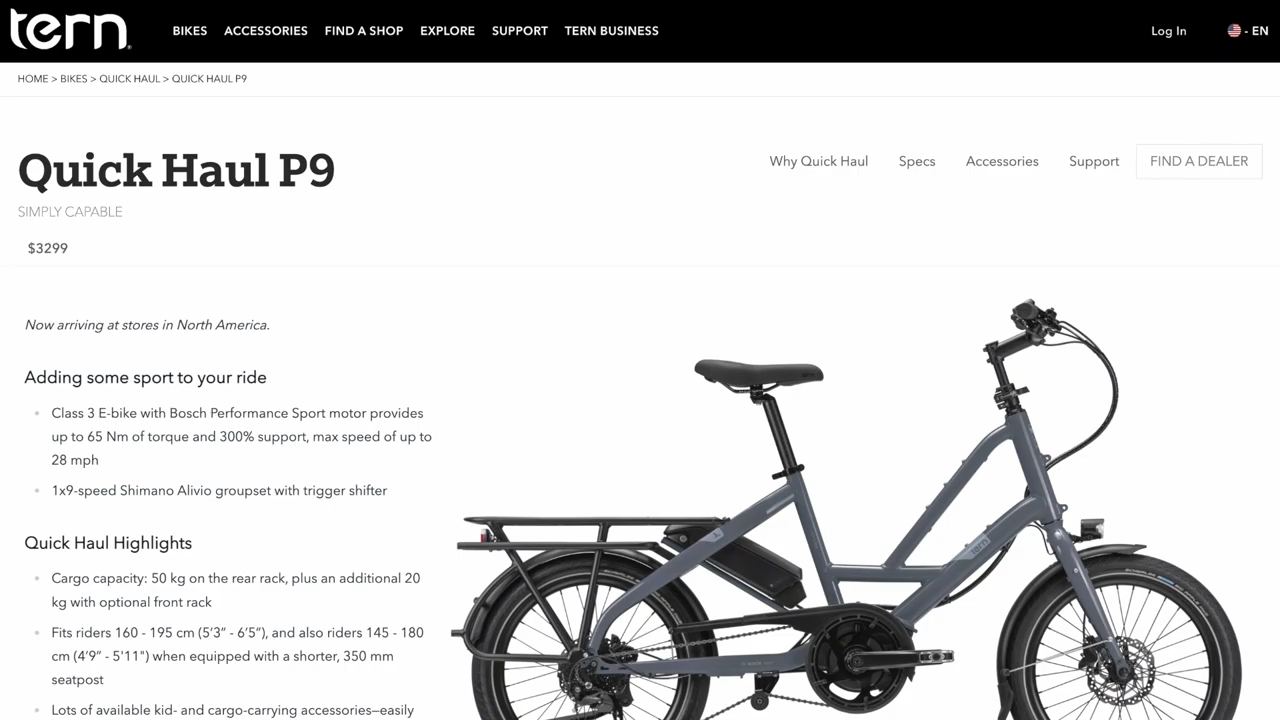 tern
BIKES ACCESSORIES FIND A SHOP EXPLORE SUPPORT TERN BUSINESS Log In - EN
HOME > BIKES > QUICK HAUL > QUICK HAUL P9
Quick Haul P9
Why Quick Haul Specs Accessories Support FIND A DEALER
SIMPLY CAPABLE
$3299
Now arriving at stores in North America.
Adding some sport to your ride
Class 3 E-bike with Bosch Performance Sport motor provides
up to 65 Nm of torque and 300% support, max speed of up to
28 mph
1x9-speed Shimano Alivio groupset with trigger shifter
Quick Haul Highlights
Cargo capacity: 50 kg on the rear rack, plus an additional 20
kg with optional front rack
Fits riders 160 - 195 cm (5’3” - 6’5”), and also riders 145 - 180
cm (4’9” - 5'11") when equipped with a shorter, 350 mm
seatpost
Lots of available kid- and cargo-carrying accessories—easily
tern